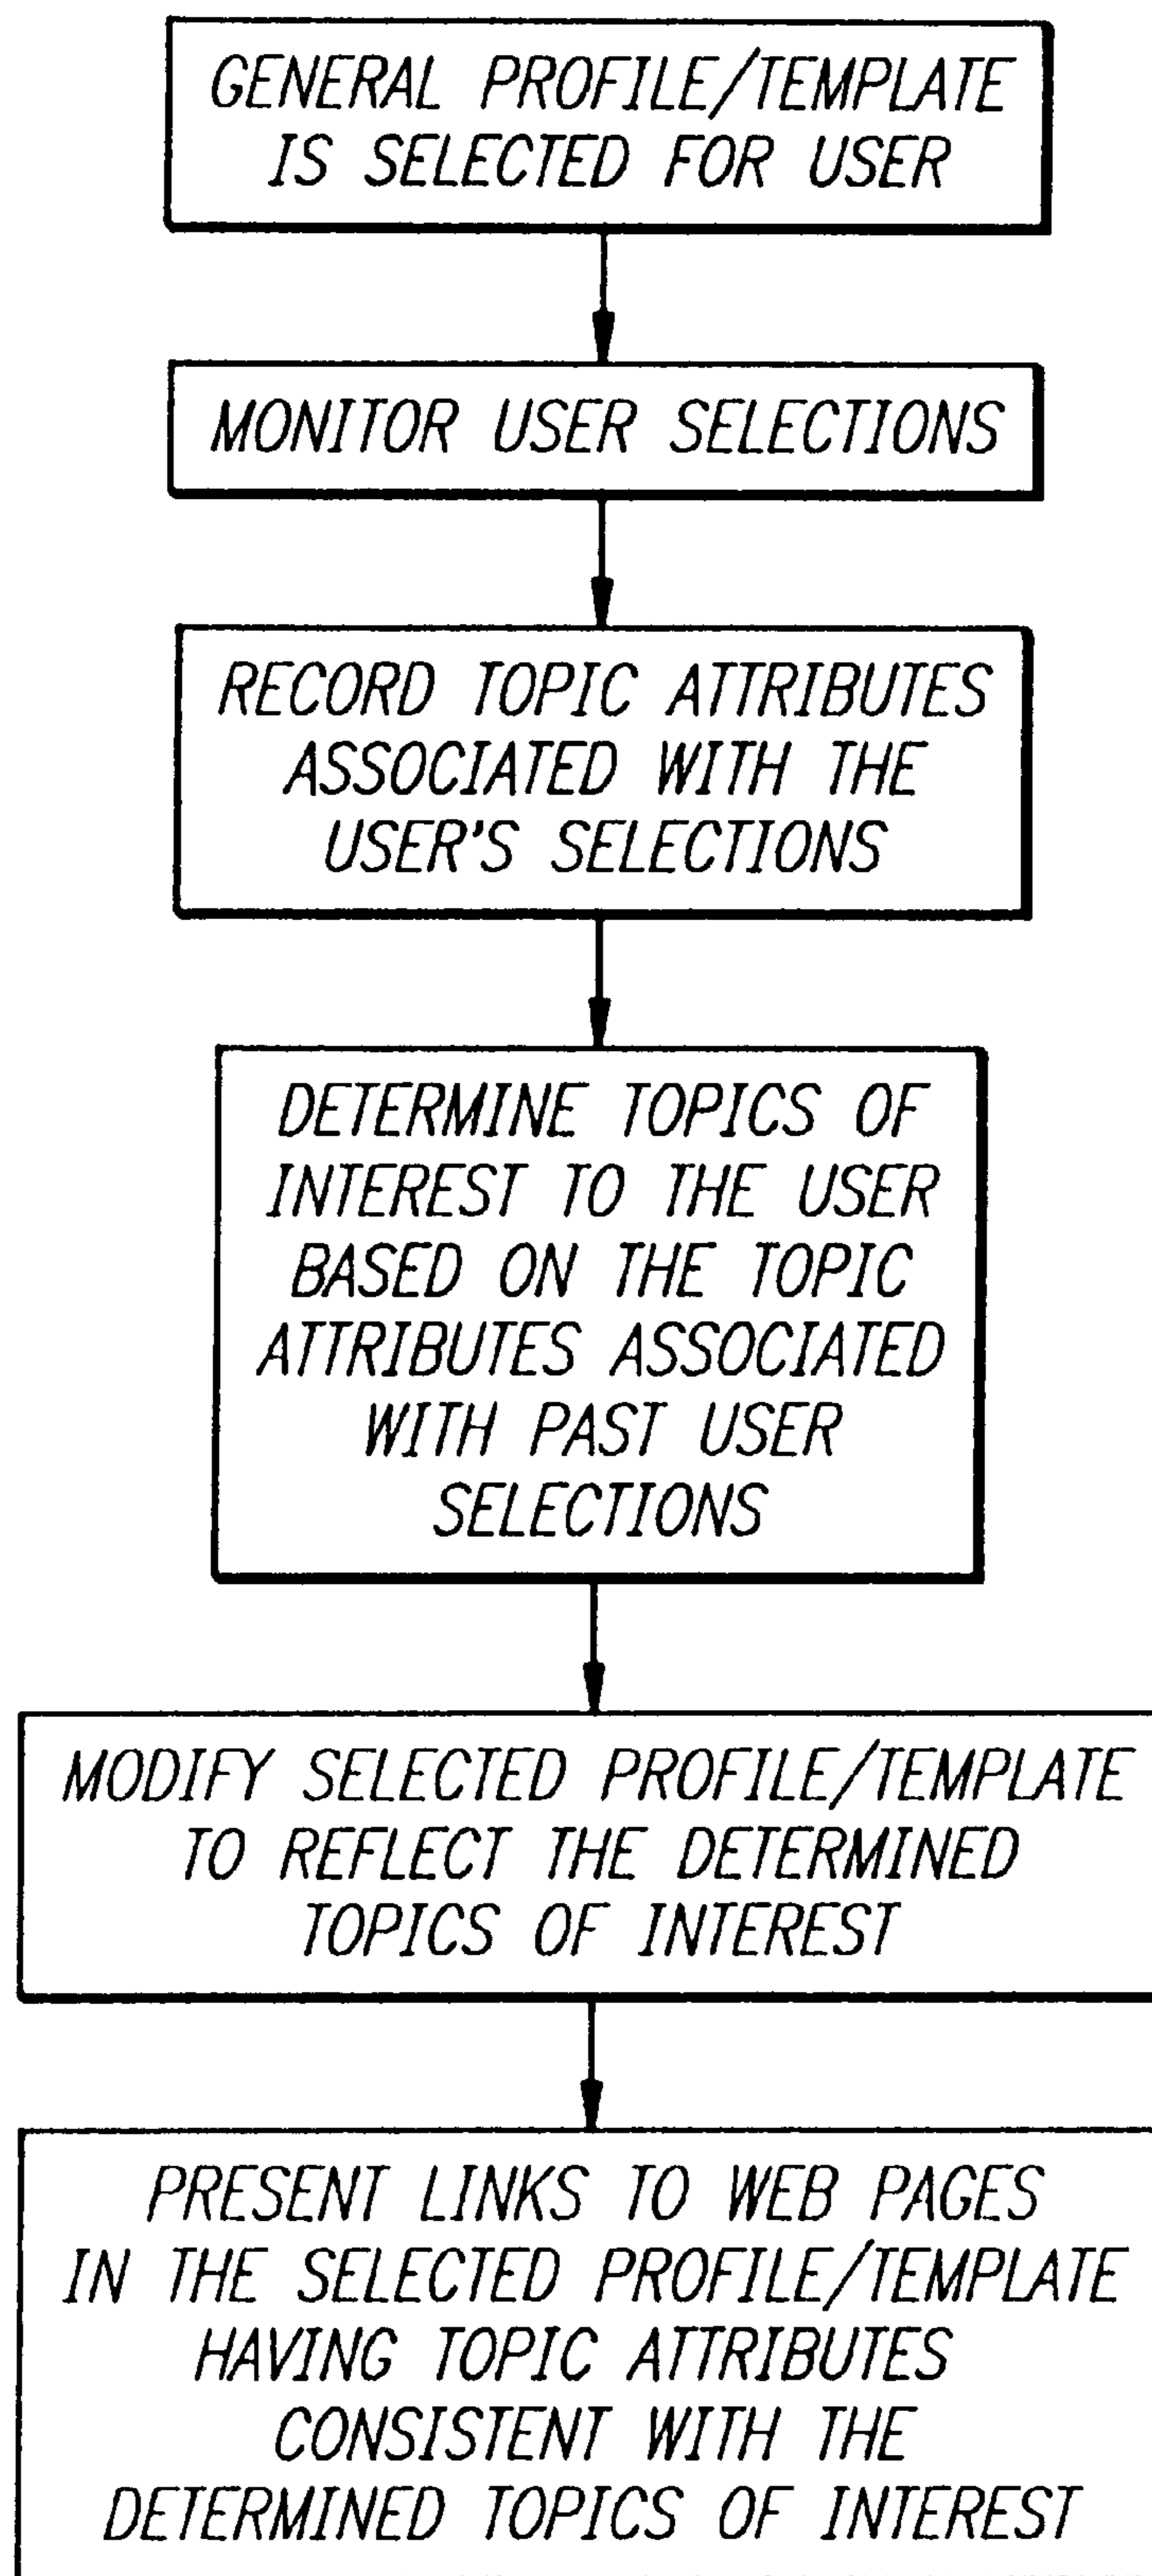 GENERAL PROFILE/TEMPLATE
IS SELECTED FOR USER
MONITOR USER SELECTIONS
RECORD TOPIC ATTRIBUTES
ASSOCIATED WITH THE
USER'S SELECTIONS
DETERMINE TOPICS OF
INTEREST TO THE USER
BASED ON THE TOPIC
ATTRIBUTES ASSOCIATED
WITH PAST USER
SELECTIONS
MODIFY SELECTED PROFILE/TEMPLATE
TO REFLECT THE DETERMINED
TOPICS OF INTEREST
PRESENT LINKS TO WEB PAGES
IN THE SELECTED PROFILE/TEMPLATE
HAVING TOPIC ATTRIBUTES
CONSISTENT WITH THE
DETERMINED TOPICS OF INTEREST